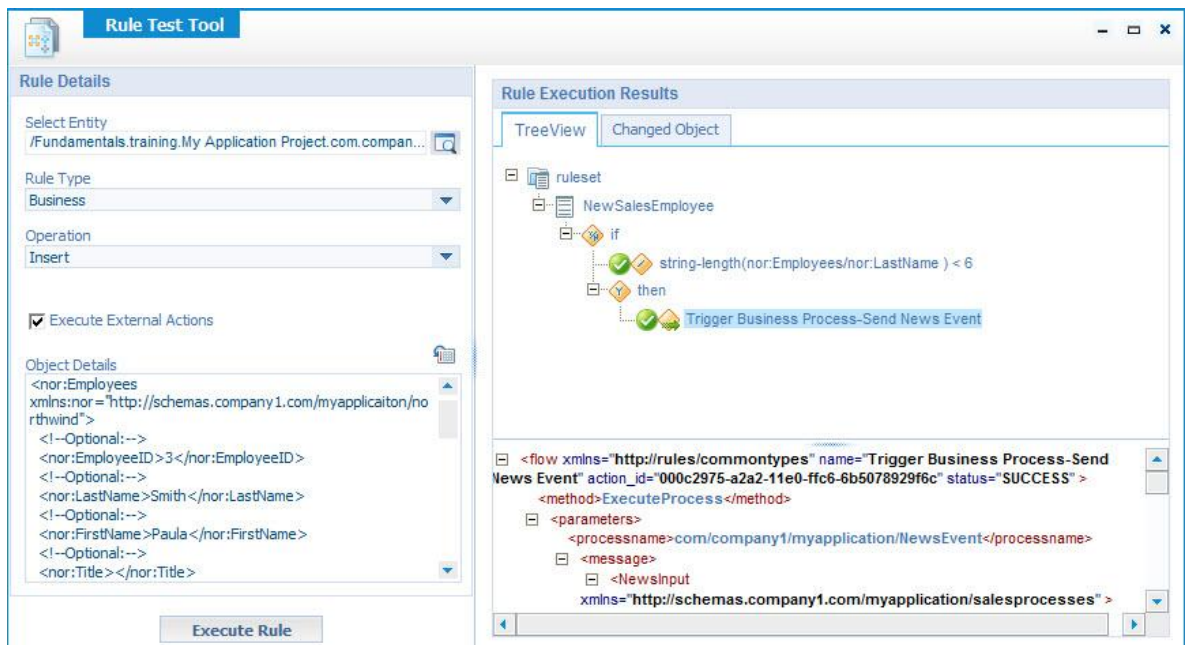 Rule Test Tool
Rule Details
Select Entity
/Fundamentals.training.My Application Project.com.compan...
Rule Type
Business
Operation
Insert
Execute External Actions
Object Details
<nor:Employees
xmlns:nor="http://schemas.company1.com/myapplicaiton/no
rthwind">
<!--Optional:-->
<nor:EmployeeID>3</nor:EmployeeID>
<!--Optional:-->
<nor:LastName>Smith</nor:LastName>
<!--Optional:-->
<nor:FirstName>Paula</nor:FirstName>
<!--Optional:-->
<nor:Title></nor:Title>
Execute Rule
Rule Execution Results
TreeView
Changed Object
ruleset
NewSalesEmployee
if
string-length(nor:Employees/nor:LastName ) < 6
then
Trigger Business Process-Send News Event
<flow xmlns="http://rules/commontypes" name="Trigger Business Process-Send
News Event" action_id="000c2975-a2a2-11e0-ffc6-6b5078929f6c" status="SUCCESS" >
<method>ExecuteProcess</method>
<parameters>
<processname>com/company1/myapplication/NewsEvent</processname>
<message>
<NewsInput
xmlns="http://schemas.company1.com/myapplication/salesprocesses" >